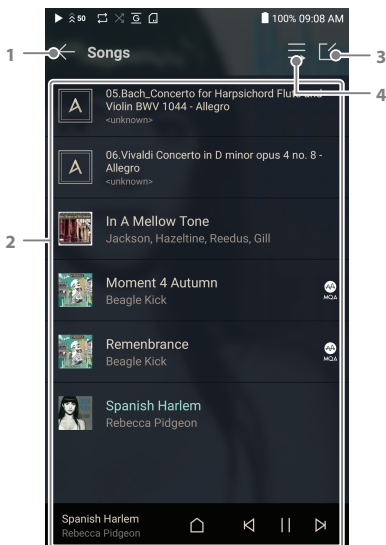 50 G 100% 09:08 AM
1 Songs 3
4
05.Bach_Concerto for Harpsichord Flute and
Violin BWV 1044 - Allegro
<unknown>
06.Vivaldi Concerto in D minor opus 4 no. 8 -
Allegro
<unknown>
2
In A Mellow Tone
Jackson, Hazeltine, Reedus, Gill
Moment 4 Autumn
Beagle Kick
MQA
Remenbrance
Beagle Kick
MQA
Spanish Harlem
Rebecca Pidgeon
Spanish Harlem
Rebecca Pidgeon